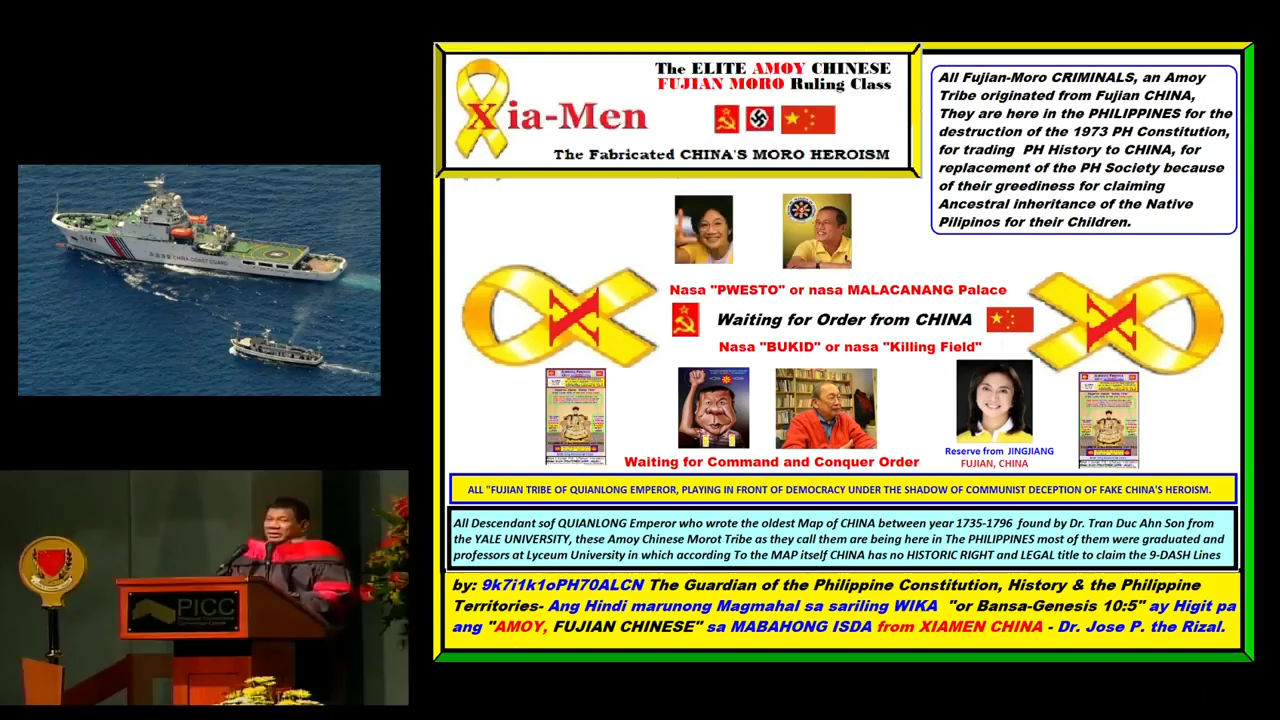 3401
CHINA COAST GUARD
PICC
The ELITE AMOY CHINESE
FUJIAN MORO Ruling Class
Xia-Men
The Fabricated CHINA'S MORO HEROISM
All Fujian-Moro CRIMINALS, an Amoy
Tribe originated from Fujian CHINA,
They are here in the PHILIPPINES for the
destruction of the 1973 PH Constitution,
for trading PH History to CHINA, for
replacement of the PH Society because
of their greediness for claiming
Ancestral inheritance of the Native
Pilipinos for their Children.
Nasa "PWESTO" or nasa MALACANANG Palace
Waiting for Order from CHINA
Nasa "BUKID" or nasa "Killing Field"
Waiting for Command and Conquer Order
Reserve from JINGJIANG
FUJIAN, CHINA
ALL "FUJIAN TRIBE OF QUIANLONG EMPEROR, PLAYING IN FRONT OF DEMOCRACY UNDER THE SHADOW OF COMMUNIST DECEPTION OF FAKE CHINA'S HEROISM.
All Descendant sof QUIANLONG Emperor who wrote the oldest Map of CHINA between year 1735-1796 found by Dr. Tran Duc Ahn Son from
the YALE UNIVERSITY, these Amoy Chinese Morot Tribe as they call them are being here in The PHILIPPINES most of them were graduated and
professors at Lyceum University in which according To the MAP itself CHINA has no HISTORIC RIGHT and LEGAL title to claim the 9-DASH Lines
by: 9k7i1k1oPH70ALCN The Guardian of the Philippine Constitution, History & the Philippine
Territories- Ang Hindi marunong Magmahal sa sariling WIKA "or Bansa-Genesis 10:5" ay Higit pa
ang "AMOY, FUJIAN CHINESE" sa MABAHONG ISDA from XIAMEN CHINA - Dr. Jose P. the Rizal.